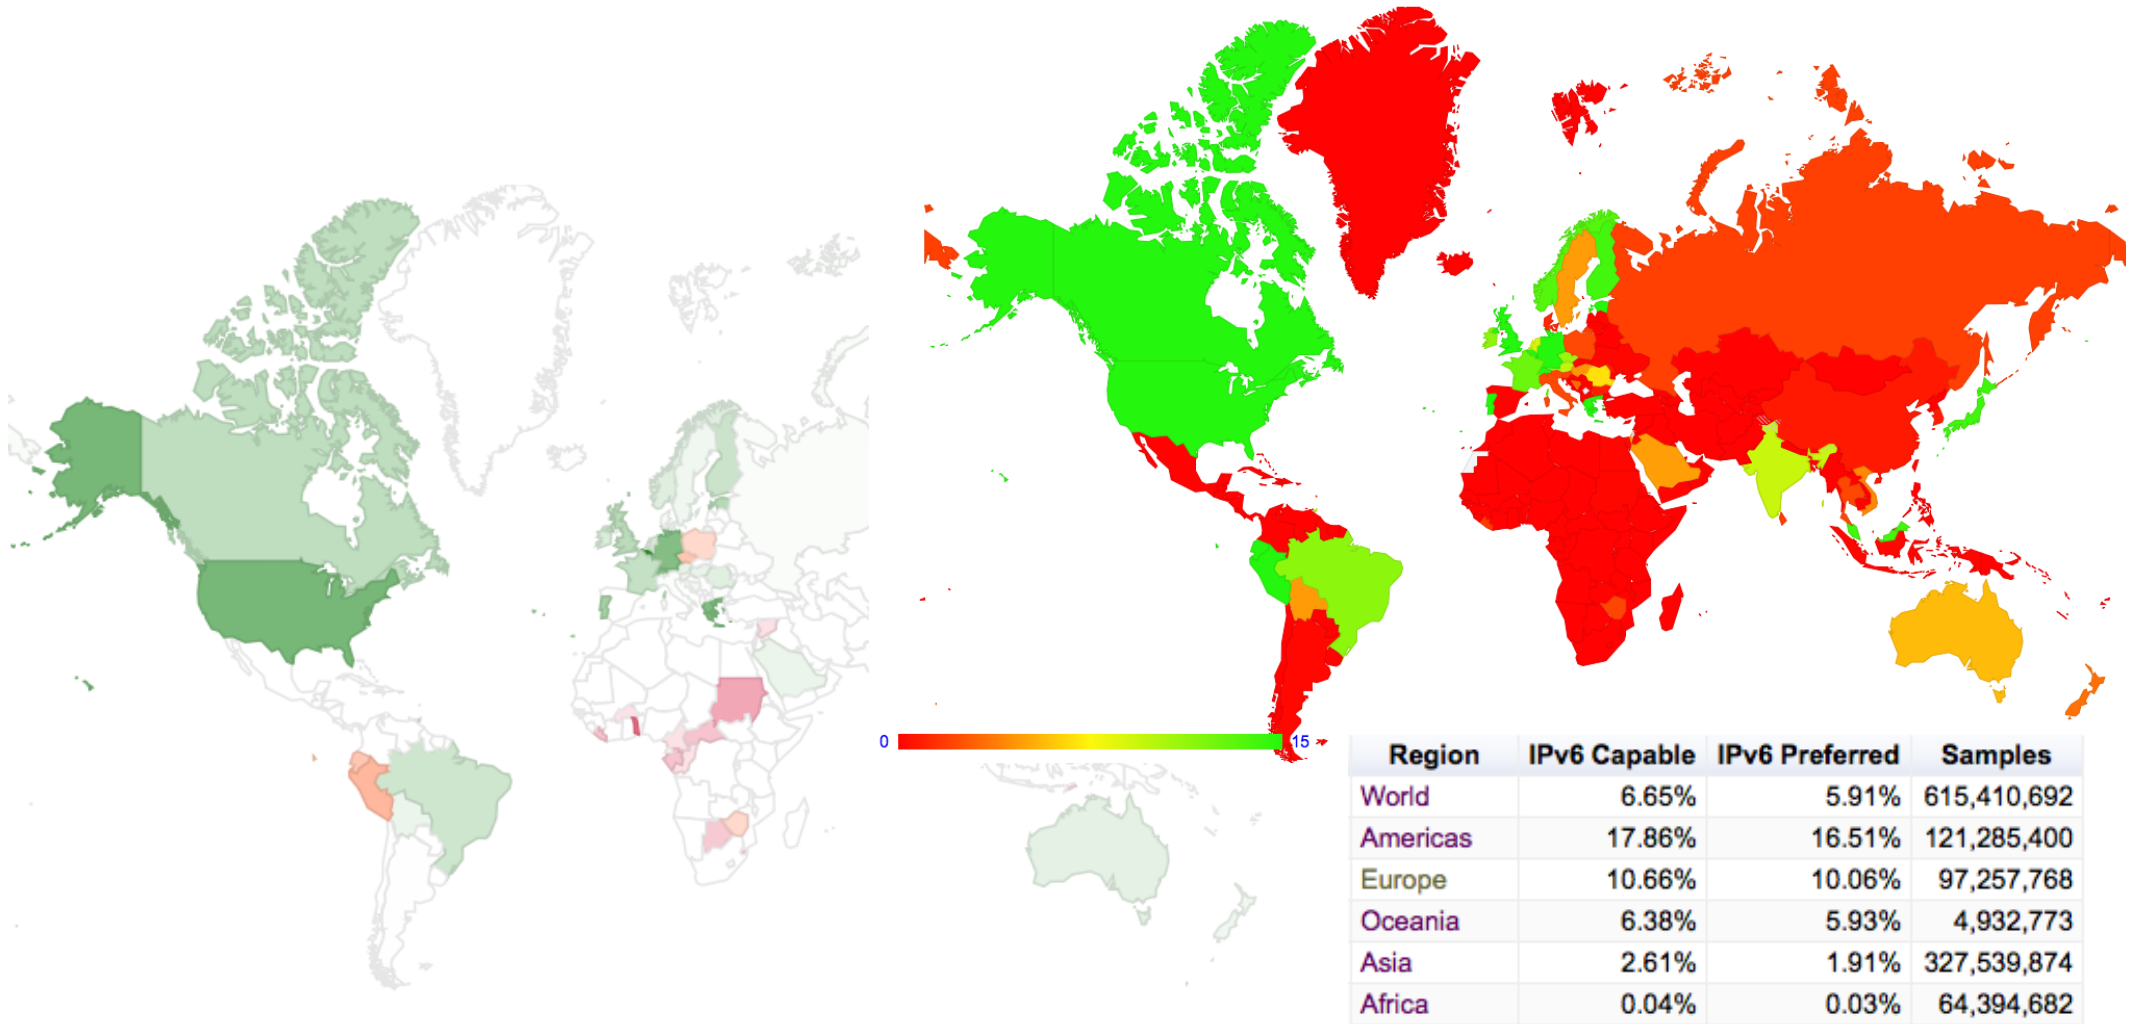 0 15
Region IPv6 Capable IPv6 Preferred Samples
World 6.65% 5.91% 615,410,692
Americas 17.86% 16.51% 121,285,400
Europe 10.66% 10.06% 97,257,768
Oceania 6.38% 5.93% 4,932,773
Asia 2.61% 1.91% 327,539,874
Africa 0.04% 0.03% 64,394,682